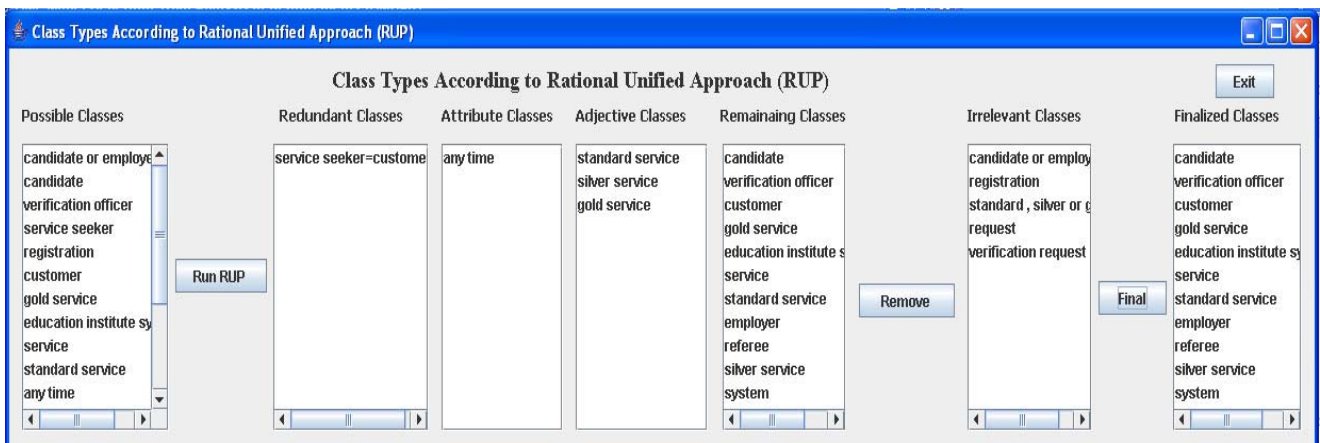 Class Types According to Rational Unified Approach (RUP)
Class Types According to Rational Unified Approach (RUP)
Exit
Possible Classes
candidate or employe
candidate
verification officer
service seeker
registration
customer
gold service
education institute sy
service
standard service
any time
Run RUP
Redundant Classes
service seeker=custome
Attribute Classes
any time
Adjective Classes
standard service
silver service
gold service
Remainaing Classes
candidate
verification officer
customer
gold service
education institute s
service
standard service
employer
referee
silver service
system
Remove
Irrelevant Classes
candidate or employ
registration
standard , silver or g
request
verification request
Final
Finalized Classes
candidate
verification officer
customer
gold service
education institute sy
service
standard service
employer
referee
silver service
system